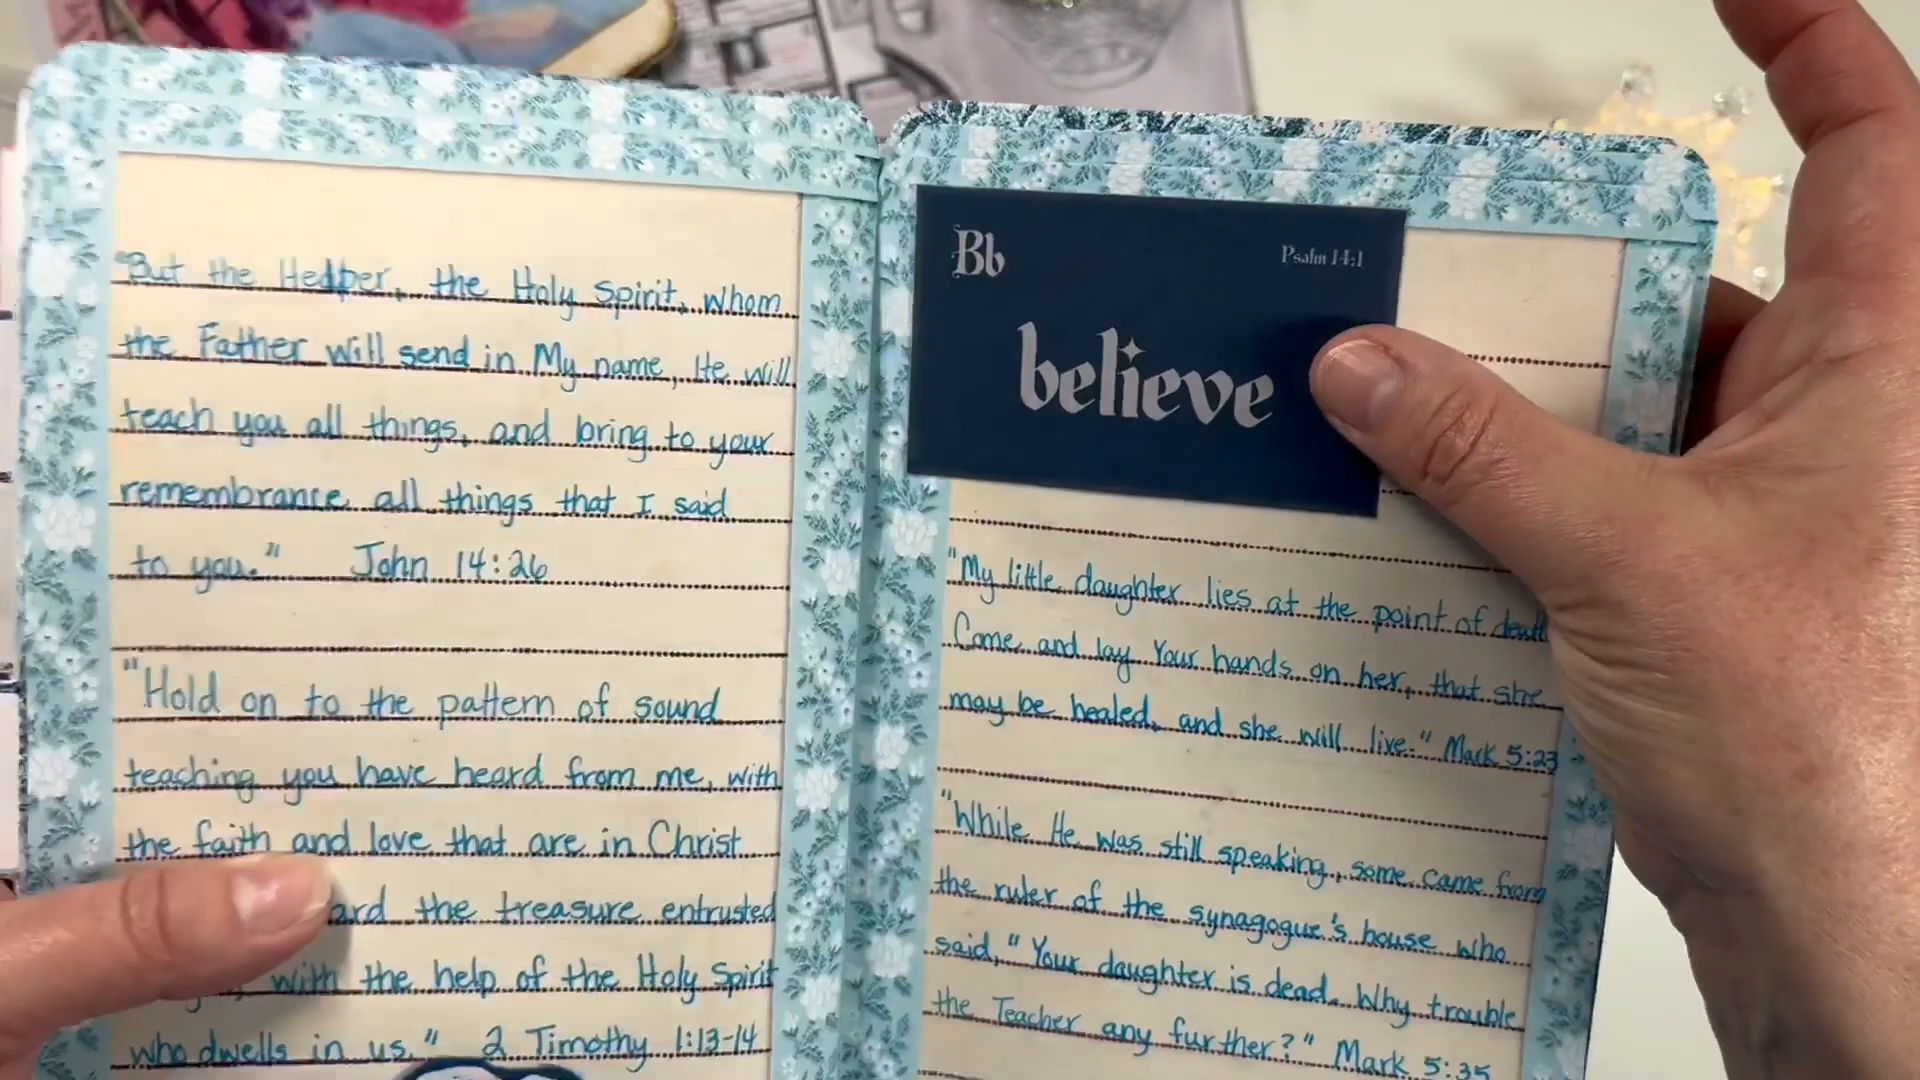 "But the Hedper, the Holy Spirit, whom
the Father will send in My name, He will
teach you all things, and bring to your
remembrance all things that I said
to you." John 14:26
"Hold on to the pattern of sound
teaching you have heard from me, with
the faith and love that are in Christ
the treasure entrusted
with the help of the Holy Spirit
who dwells in us." 2 Timothy 1:13-14
Bb
Psalm 14:1
believe
"My little daughter lies at the point of death
Come and lay Your hands on her, that she
may be healed, and she will live." Mark 5:23
"While He was still speaking, some came from
the ruler of the synagogue's house who
said, "Your daughter is dead. Why trouble
the Teacher any further?" Mark 5:35